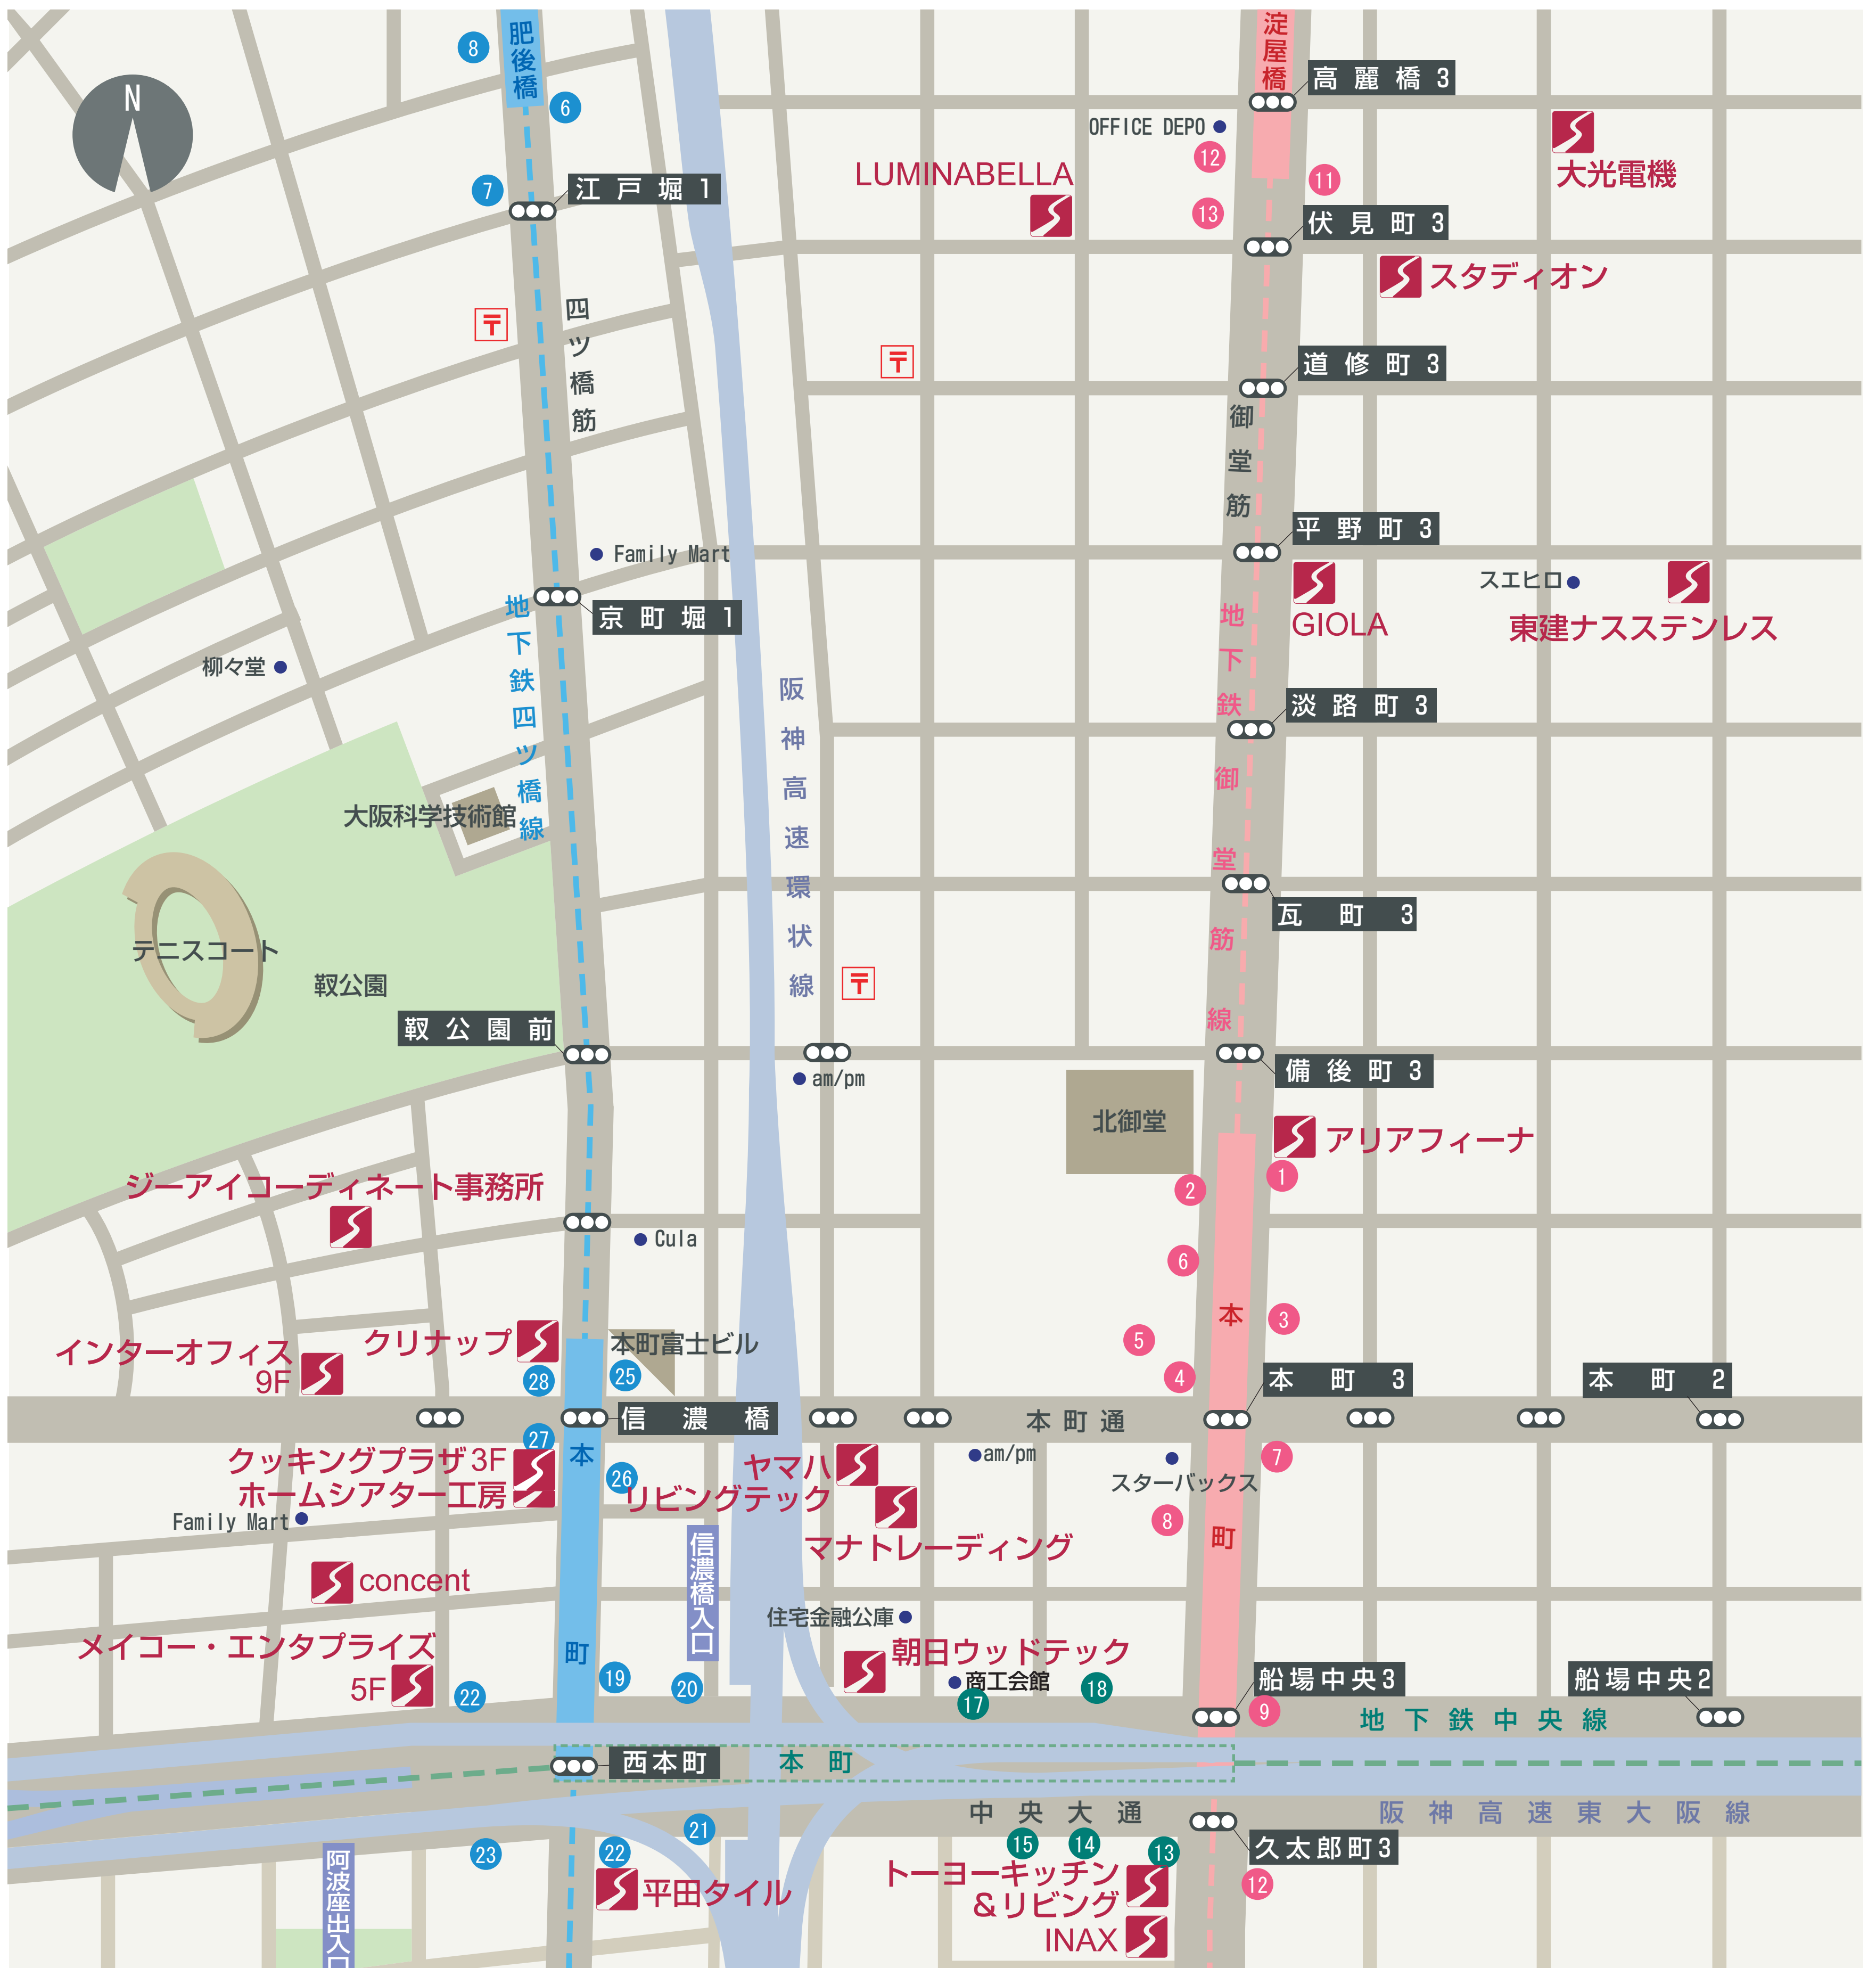 肥後橋
淀屋橋
8
N
6
高麗橋3
OFFICE DEPO
12
11
大光電機
LUMINABELLA
7
江戸堀1
13
伏見町3
スタディオン
四ツ橋筋
〒
〒
道修町3
御堂筋
平野町3
Family Mart
スエヒロ
東建ナスステンレス
GIOLA
京町堀1
地下鉄四ツ橋線
地下鉄御堂筋線
柳々堂
阪神高速環状線
淡路町3
大阪科学技術館
瓦町3
テニスコート
靱公園
〒
靱公園前
am/pm
備後町3
北御堂
アリアフィーナ
1
2
ジーアイコーディネート事務所
Cula
6
本町
3
5
4
インターオフィス
9F
クリナップ
28
25
本町富士ビル
本町3
本町2
信濃橋
本町通
27
本町
26
クッキングプラザ3F
ホームシアター工房
Family Mart
ヤマハ
リビングテック
マナトレーディング
am/pm
スターバックス
7
8
信濃橋入口
concent
住宅金融公庫
メイコー・エンタプライズ
5F
22
19
20
朝日ウッドテック
商工会館
17
18
船場中央3
船場中央2
9
地下鉄中央線
西本町
本町
中央大通
阪神高速東大阪線
21
15
14
13
久太郎町3
23
22
12
阿波座出入口
平田タイル
トーヨーキッチン
&リビング
INAX